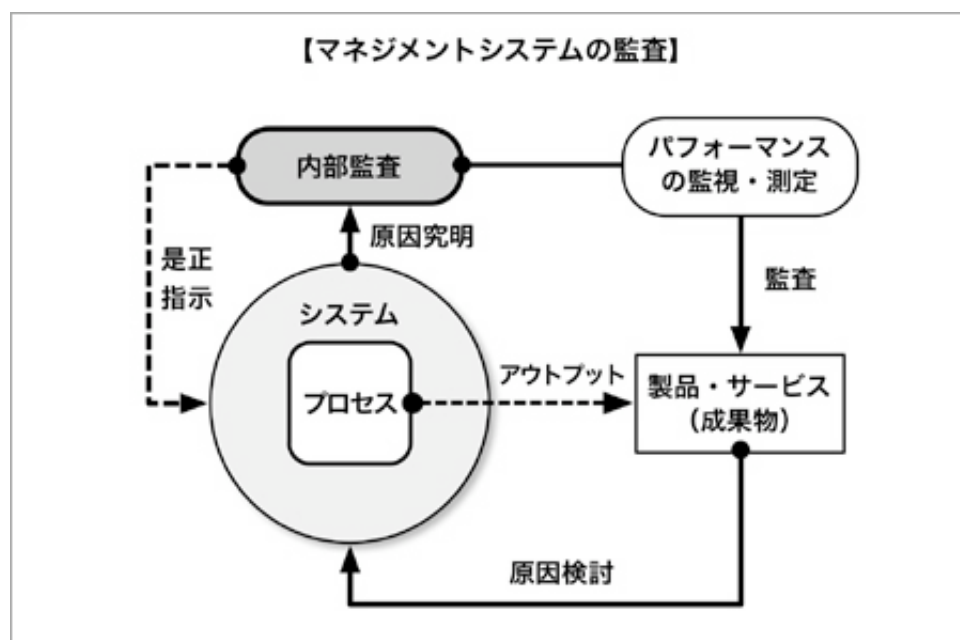 【マネジメントシステムの監査】
内部監査
パフォーマンス
の監視・測定
原因究明
是正
指示
監査
システム
プロセス
アウトプット
製品・サービス
（成果物）
原因検討